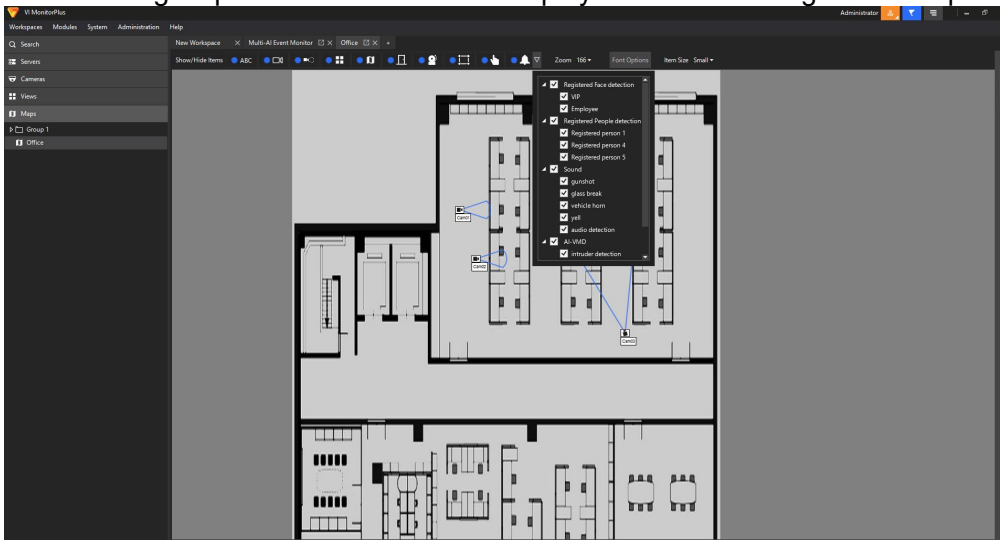 VI MonitorPlus
Administrator
Workspaces Modules System Administration Help
Search
New Workspace Multi-AI Event Monitor Office +
Servers
Show/Hide Items ABC Zoom 166 Font Options Item Size Small
Cameras
Views
Maps
Group 1
Office
Registered Face detection
VIP
Employee
Registered People detection
Registered person 1
Registered person 4
Registered person 5
Sound
gunshot
glass break
vehicle horn
yell
audio detection
AI-VMD
intruder detection
Cam01
Cam02
Cam03